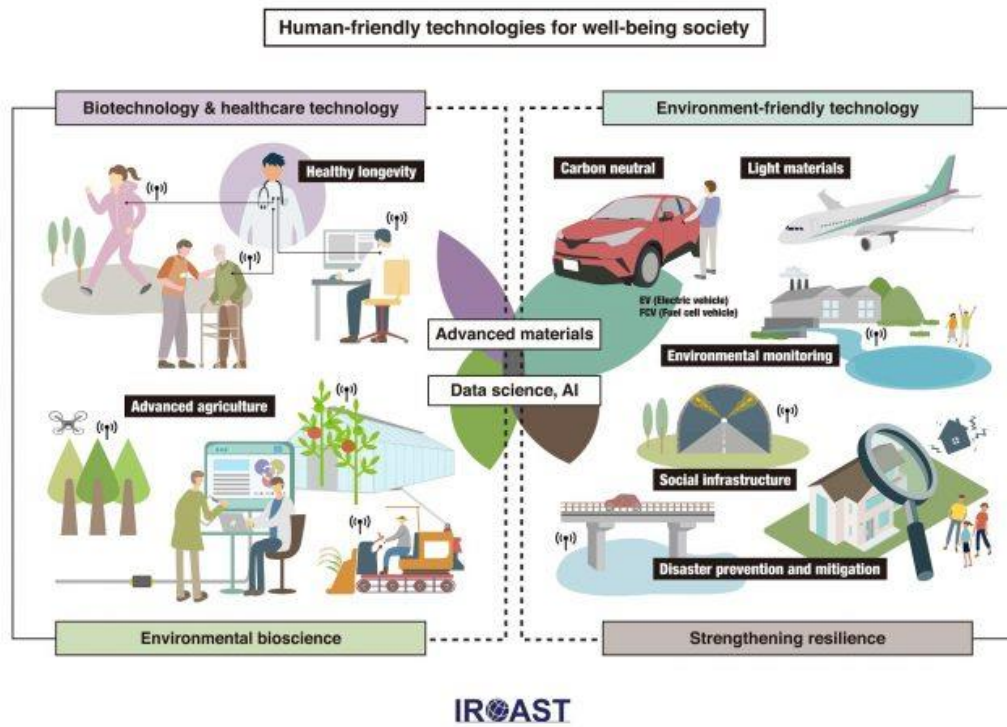 Human-friendly technologies for well-being society
Biotechnology & healthcare technology
Environment-friendly technology
Healthy longevity
Carbon neutral
Light materials
EV (Electric vehicle)
FCV (Fuel cell vehicle)
Advanced materials
Environmental monitoring
Data science, AI
Advanced agriculture
Social infrastructure
Disaster prevention and mitigation
Environmental bioscience
Strengthening resilience
IROAST